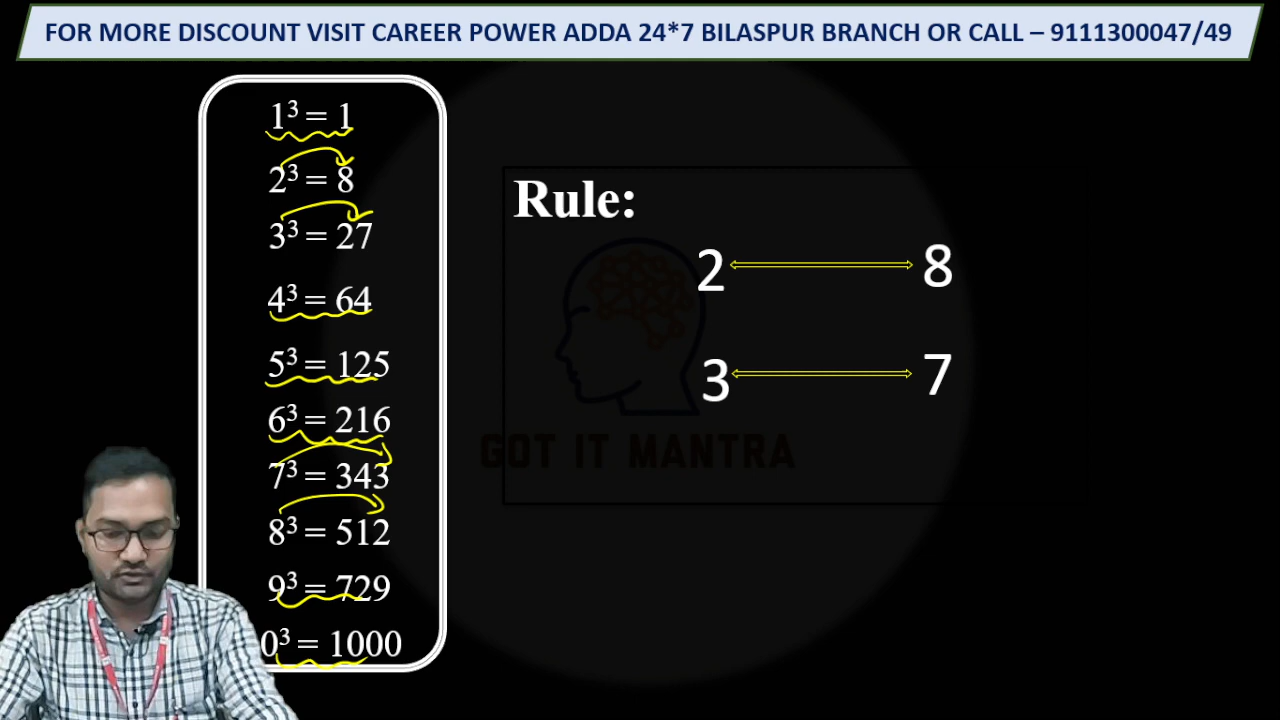 FOR MORE DISCOUNT VISIT CAREER POWER ADDA 24*7 BILASPUR BRANCH OR CALL – 9111300047/49
1³ = 1
2³ = 8
3³ = 27
4³ = 64
5³ = 125
6³ = 216
7³ = 343
8³ = 512
9³ = 729
0³ = 1000
Rule:
2 8
3 7
GOT IT MANTRA